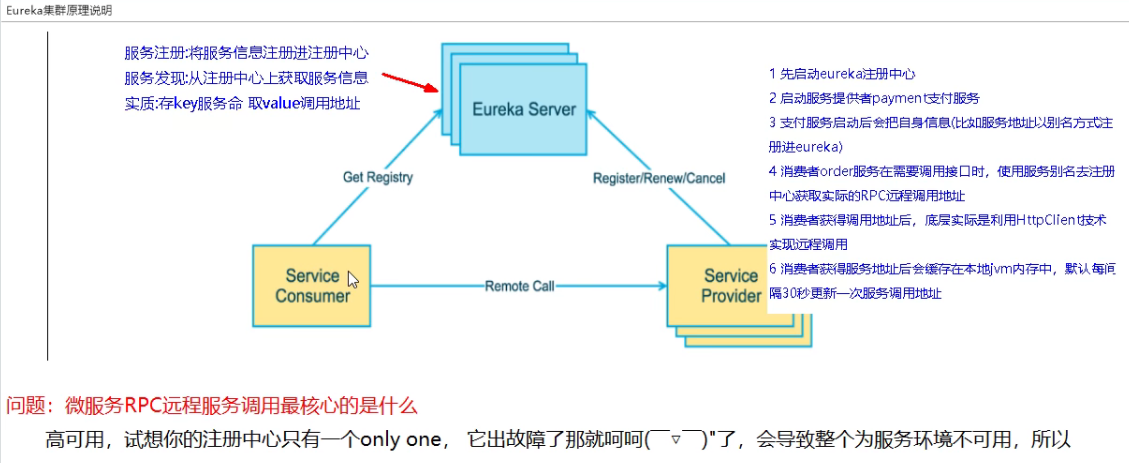 Eureka集群原理说明
服务注册:将服务信息注册进注册中心
服务发现:从注册中心上获取服务信息
实质:存key服务命 取value调用地址
Eureka Server
1 先启动eureka注册中心
2 启动服务提供者payment支付服务
3 支付服务启动后会把自身信息(比如服务地址以别名方式注
册进eureka)
4 消费者order服务在需要调用接口时，使用服务别名去注册
中心获取实际的RPC远程调用地址
5 消费者获得调用地址后，底层实际是利用HttpClient技术
实现远程调用
6 消费者获得服务地址后会缓存在本地jvm内存中，默认每间
隔30秒更新一次服务调用地址
Get Registry
Register/Renew/Cancel
Service
Consumer
Remote Call
Service
Provider
问题：微服务RPC远程服务调用最核心的是什么
高可用，试想你的注册中心只有一个only one， 它出故障了那就呵呵(￣▽￣)"了，会导致整个为服务环境不可用，所以